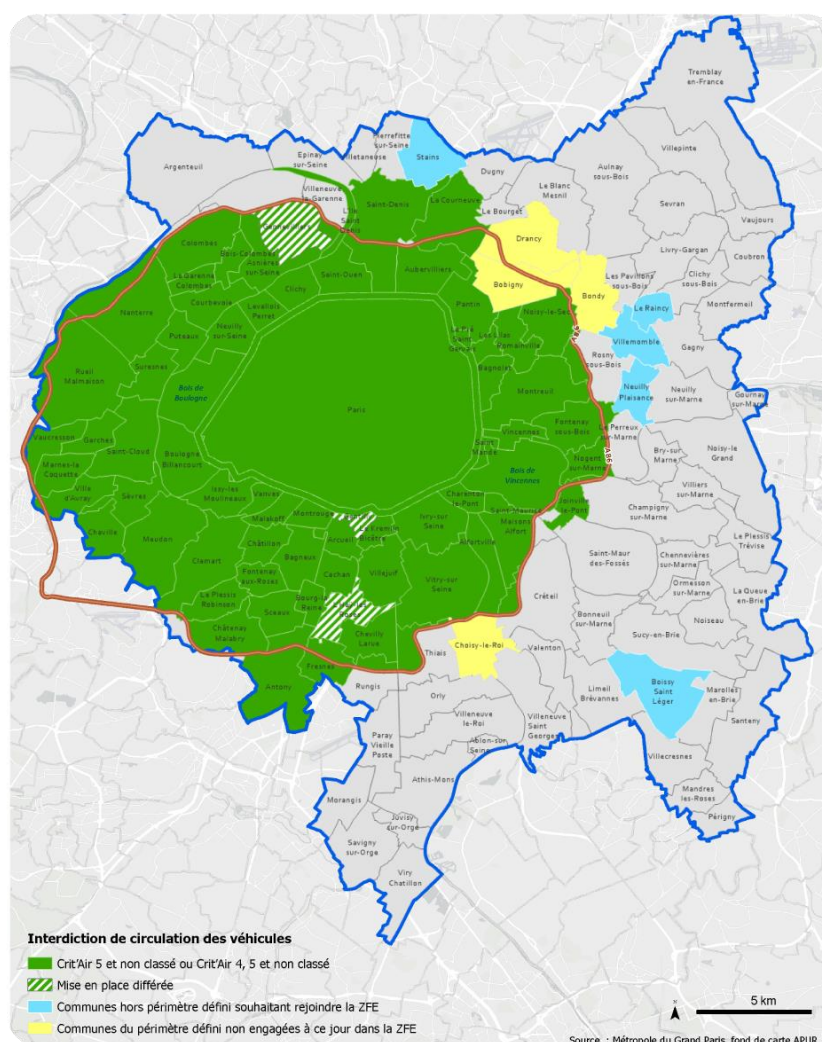 Tremblay
en-France
Pierrefitte
sur-Seine
Stains
Epinay
sur-Seine
Villetaneuse
Argenteuil
Villepinte
Aulnay
sous-Bois
Dugny
Le Blanc
Mesnil
Sevran
Villeneuve
la-Garenne
L'Ile
Saint
Denis
Saint-Denis
La Courneuve
Le Bourget
Vaujours
Drancy
Livry-Gargan
Coubron
Colombes
Gennevilliers
Bois-Colombes
Asnières
sur-Seine
Saint-Ouen
Aubervilliers
Les Pavillons
sous-Bois
Clichy
sous-Bois
La Garenne
Colombes
Clichy
Bobigny
Bondy
Montfermeil
Courbevoie
Levallois
Perret
Pantin
Noisy-le-Sec
Le Raincy
Nanterre
Neuilly
sur-Seine
Puteaux
Le Pré
Saint
Gervais
Les Lilas
Romainville
A86
Villemomble
Gagny
Rosny
sous-Bois
Suresnes
Rueil
Malmaison
Bagnolet
Neuilly
Plaisance
Neuilly
sur-Marne
Gournay
sur-Marne
Bois de
Boulogne
Montreuil
Paris
Fontenay
sous-Bois
Le Perreux
sur-Marne
Vaucresson
Garches
Saint-Cloud
Boulogne
Billancourt
Vincennes
Saint
Mandé
Bry-sur
Marne
Noisy-le
Grand
A86
Marnes-la
Coquette
Nogent
sur-Marne
Bois de
Vincennes
Ville
d'Avray
Sèvres
Issy-les
Moulineaux
Vanves
Villiers
sur-Marne
Charenton
le-Pont
Saint-Maurice
Joinville
le-Pont
Champigny
sur-Marne
Malakoff
Montrouge
Gentilly
Le Kremlin
Bicêtre
Ivry-sur
Seine
Maisons
Alfort
Chaville
Meudon
Châtillon
Arcueil
Alfortville
Le Plessis
Trévise
Clamart
Bagneux
Saint-Maur
des-Fossés
Chennevières
sur-Marne
Fontenay
aux-Roses
Cachan
Villejuif
Vitry-sur
Seine
Ormesson
sur-Marne
La Queue
en-Brie
Le Plessis
Robinson
Bourg-la
Reine
L'Haÿ-les
Roses
Créteil
Sceaux
Bonneuil
sur-Marne
Noiseau
Châtenay
Malabry
Chevilly
Larue
Sucy-en-Brie
Choisy-le-Roi
Thiais
Valenton
Fresnes
Antony
Rungis
Limeil
Brévannes
Boissy
Saint
Léger
Marolles
en-Brie
Orly
Villeneuve
le-Roi
Villeneuve
Saint
Georges
Santeny
Paray
Vieille
Poste
Ablon-sur
Seine
Villecresnes
Athis-Mons
Mandres
les-Roses
Morangis
Périgny
Juvisy
sur-Orge
Savigny
sur-Orge
Viry
Chatillon
Interdiction de circulation des véhicules
Crit'Air 5 et non classé ou Crit'Air 4, 5 et non classé
Mise en place différée
Communes hors périmètre défini souhaitant rejoindre la ZFE
Communes du périmètre défini non engagées à ce jour dans la ZFE
N
5 km
Source : Métropole du Grand Paris, fond de carte APUR